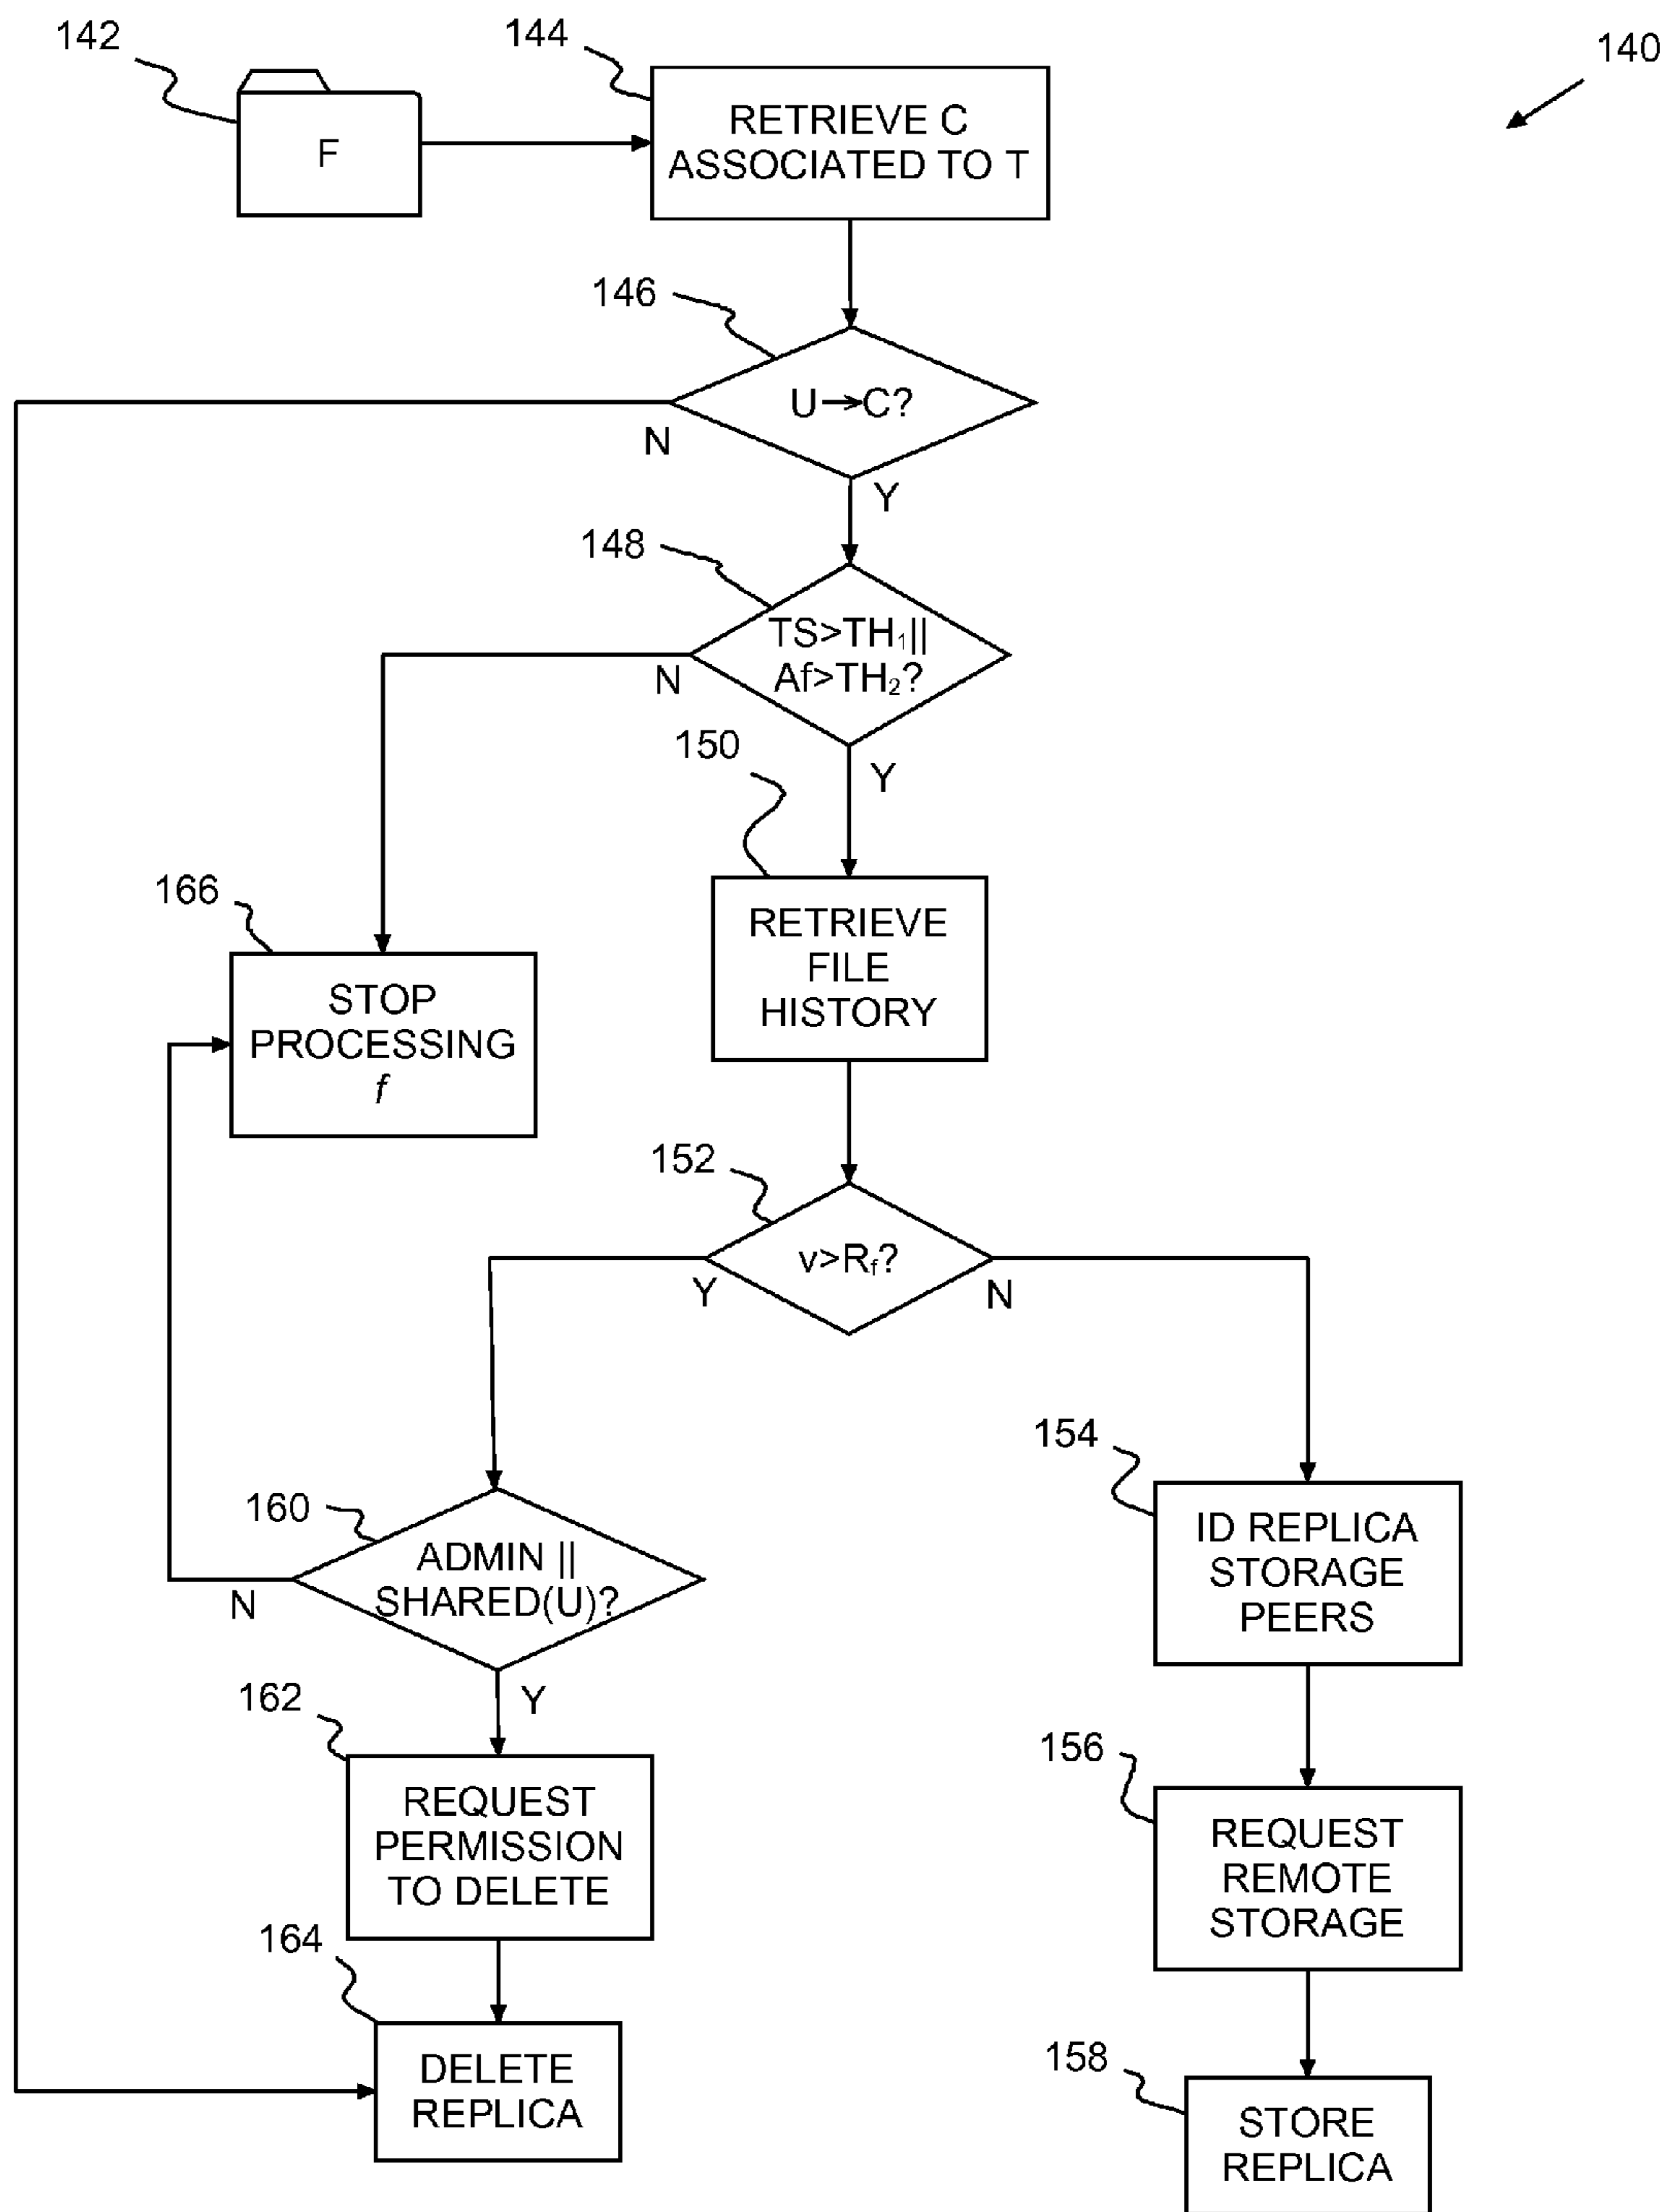 142
144
140
F
RETRIEVE C
ASSOCIATED TO T
146
U→C?
N
Y
148
TS>TH₁||
Af>TH₂?
N
Y
150
166
RETRIEVE
FILE
HISTORY
STOP
PROCESSING
f
152
v>Rf?
Y
N
154
160
ADMIN ||
SHARED(U)?
N
Y
ID REPLICA
STORAGE
PEERS
162
156
REQUEST
PERMISSION
TO DELETE
REQUEST
REMOTE
STORAGE
164
158
DELETE
REPLICA
STORE
REPLICA